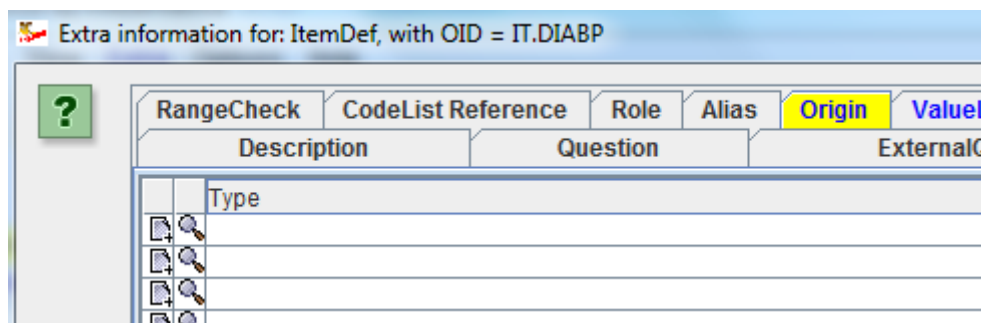 Extra information for: ItemDef, with OID = IT.DIABP
? RangeCheck CodeList Reference Role Alias Origin
Description Question
Type